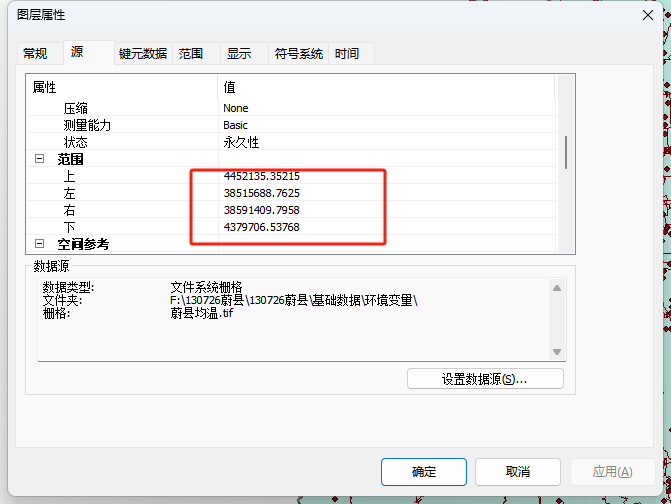 图层属性
常规 源 键元数据 范围 显示 符号系统 时间
属性 值
压缩 None
测量能力 Basic
状态 永久性
范围
上 4452135.35215
左 38515688.7625
右 38591409.7958
下 4379706.53768
空间参考
数据源
数据类型: 文件系统栅格
文件夹: F:\130726蔚县\130726蔚县\基础数据\环境变量\
栅格: 蔚县均温.tif
设置数据源(S)...
确定 取消 应用(A)